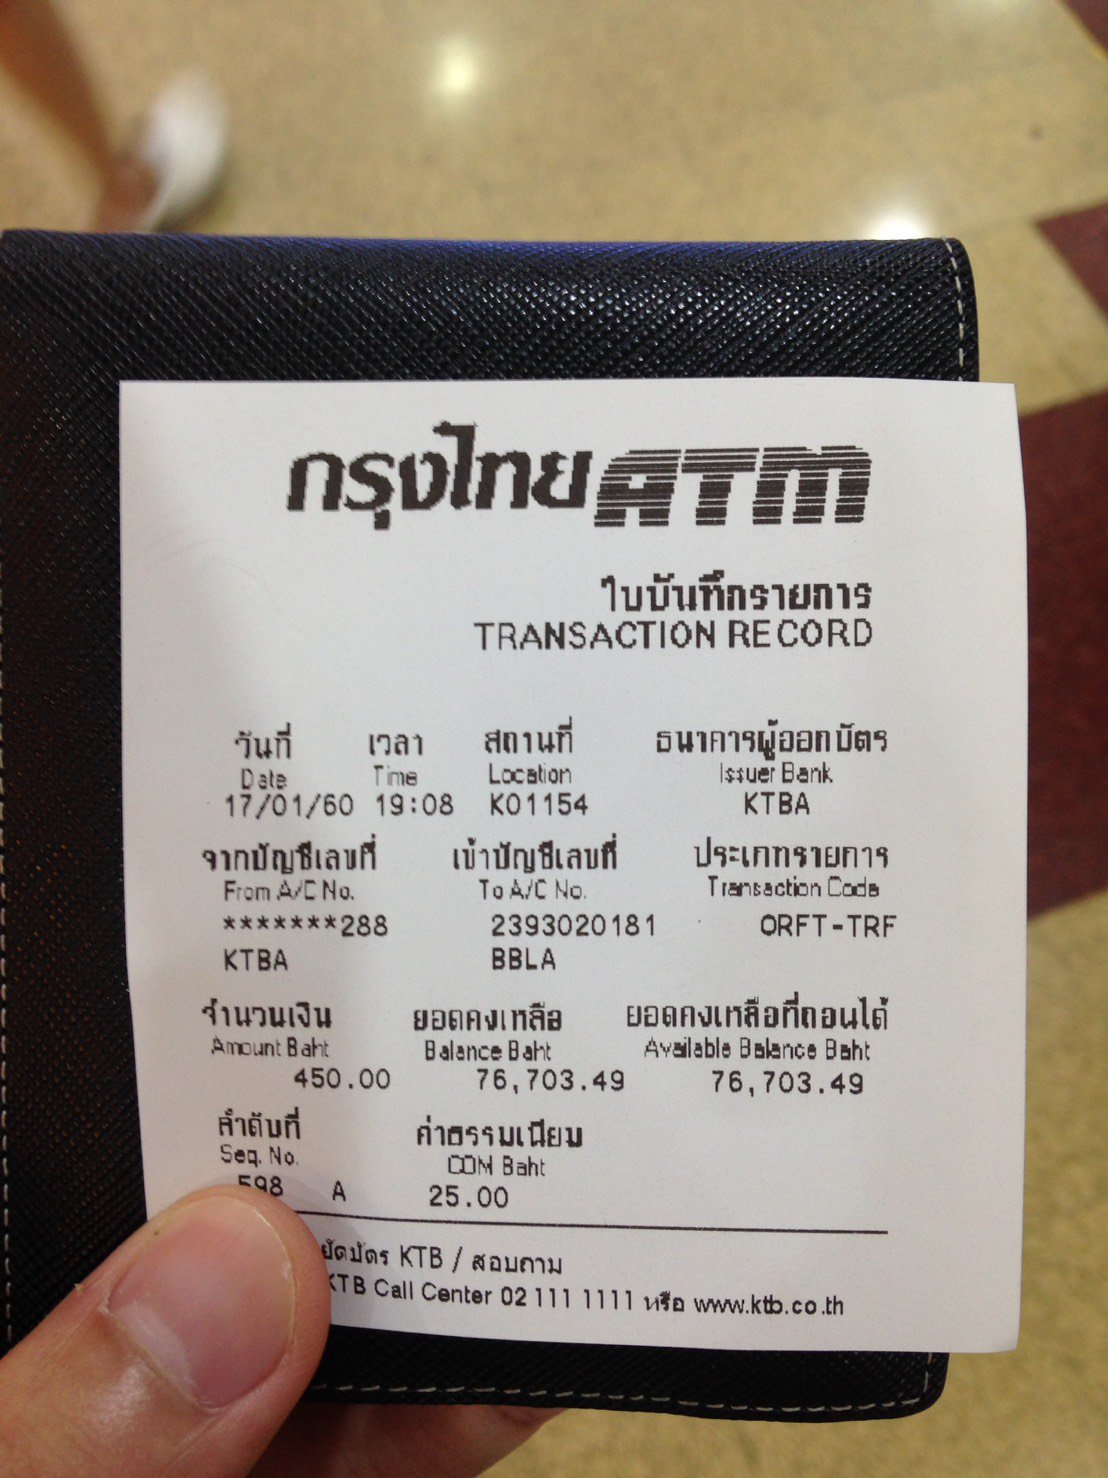 กรุงไทย ATM
ใบบันทึกรายการ
TRANSACTION RECORD
วันที่ เวลา สถานที่ ธนาคารผู้ออกบัตร
Date Time Location Issuer Bank
17/01/60 19:08 K01154 KTBA
จากบัญชีเลขที่ เข้าบัญชีเลขที่ ประเภทรายการ
From A/C No. To A/C No. Transaction Code
*******288 2393020181 ORFT-TRF
KTBA BBLA
จำนวนเงิน ยอดคงเหลือ ยอดคงเหลือที่ถอนได้
Amount Baht Balance Baht Available Balance Baht
450.00 76,703.49 76,703.49
ลำดับที่ ค่าธรรมเนียม
Seq. No. COM Baht
598 A 25.00
KTB / สอบถาม
KTB Call Center 02 111 1111 หรือ www.ktb.co.th